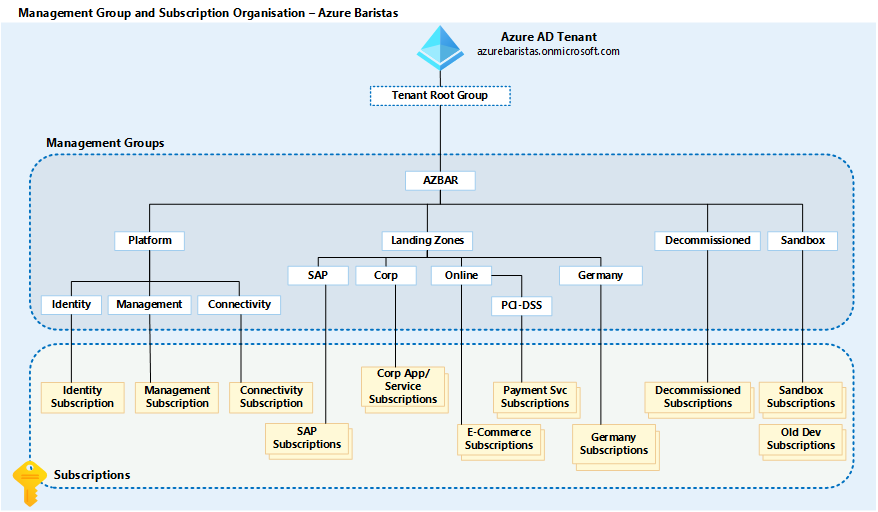 Management Group and Subscription Organisation – Azure Baristas
Azure AD Tenant
azurebaristas.onmicrosoft.com
Tenant Root Group
Management Groups
AZBAR
Platform
Landing Zones
Decommissioned
Sandbox
SAP
Corp
Online
Germany
Identity
Management
Connectivity
PCI-DSS
Identity
Subscription
Management
Subscription
Connectivity
Subscription
Corp App/
Service
Subscriptions
Payment Svc
Subscriptions
Decommissioned
Subscriptions
Sandbox
Subscriptions
SAP
Subscriptions
E-Commerce
Subscriptions
Germany
Subscriptions
Old Dev
Subscriptions
Subscriptions